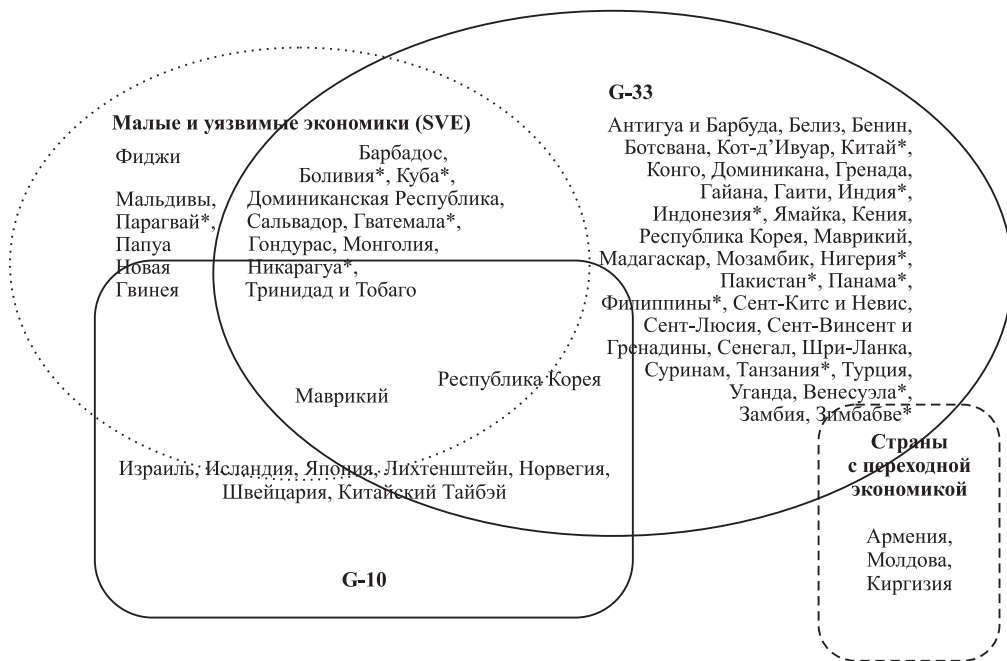 G-33
Антигуа и Барбуда, Белиз, Бенин,
Ботсвана, Кот-д’Ивуар, Китай*,
Конго, Доминикана, Гренада,
Гайана, Гаити, Индия*,
Индонезия*, Ямайка, Кения,
Республика Корея, Маврикий,
Мадагаскар, Мозамбик, Нигерия*,
Пакистан*, Панама*,
Филиппины*, Сент-Китс и Невис,
Сент-Люсия, Сент-Винсент и
Гренадины, Сенегал, Шри-Ланка,
Суринам, Танзания*, Турция,
Уганда, Венесуэла*,
Замбия, Зимбабве*
Малые и уязвимые экономики (SVE)
Фиджи
Мальдивы,
Парагвай*,
Папуа
Новая
Гвинея
Барбадос,
Боливия*, Куба*,
Доминиканская Республика,
Сальвадор, Гватемала*,
Гондурас, Монголия,
Никарагуа*,
Тринидад и Тобаго
Маврикий
Республика Корея
Израиль, Исландия, Япония, Лихтенштейн, Норвегия,
Швейцария, Китайский Тайбэй
G-10
Страны
с переходной
экономикой
Армения,
Молдова,
Киргизия